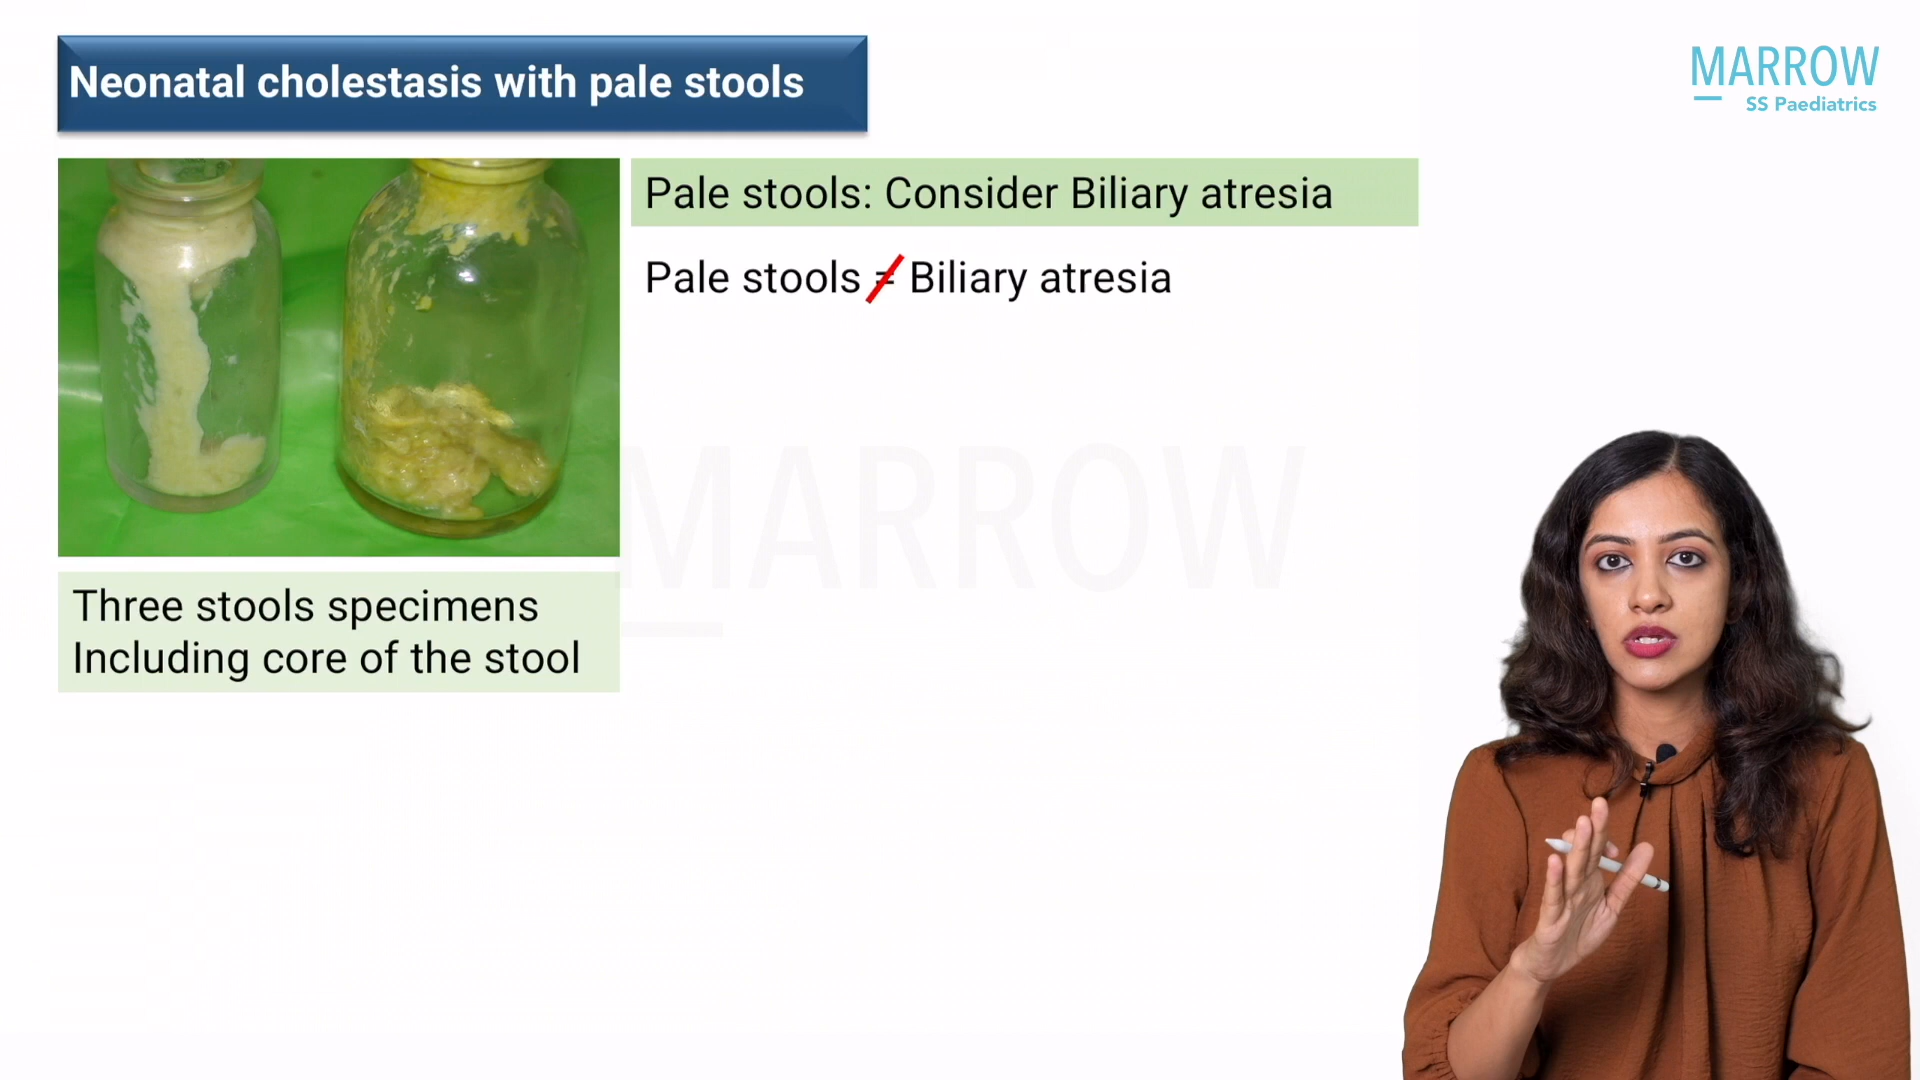 Neonatal cholestasis with pale stools
MARROW
SS Paediatrics
Pale stools: Consider Biliary atresia
Pale stools ≠ Biliary atresia
MARROW
Three stools specimens
Including core of the stool